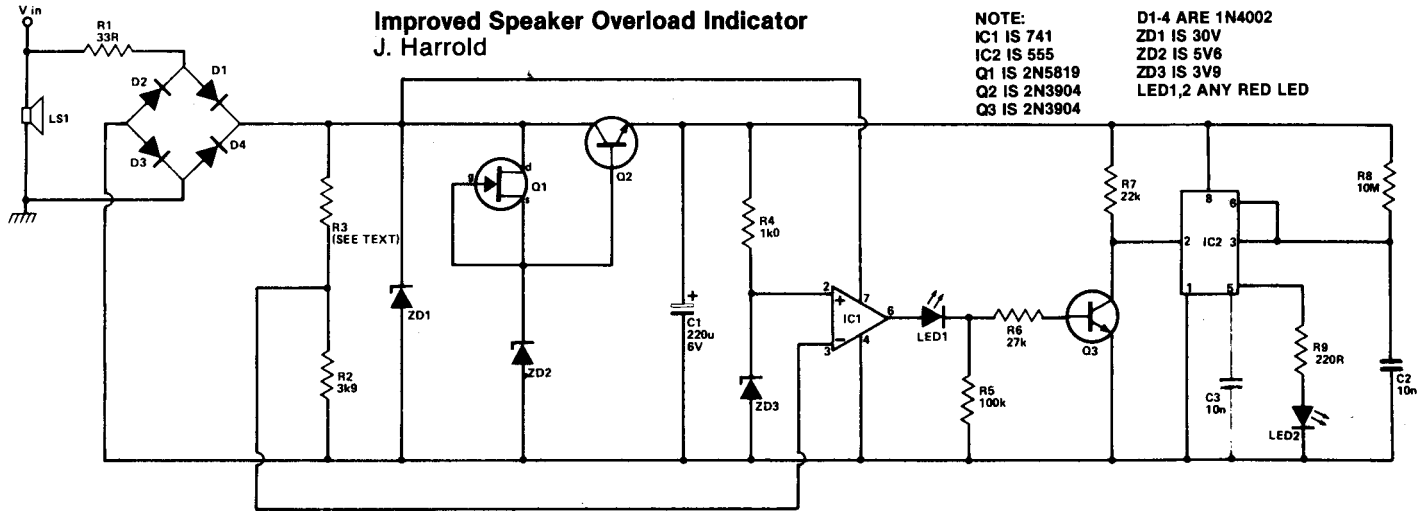 V in
Improved Speaker Overload Indicator
J. Harrold
NOTE:
IC1 IS 741
IC2 IS 555
Q1 IS 2N5819
Q2 IS 2N3904
Q3 IS 2N3904
D1-4 ARE 1N4002
ZD1 IS 30V
ZD2 IS 5V6
ZD3 IS 3V9
LED1,2 ANY RED LED
R1
33R
D2
D1
LS1
D3
D4
R3
(SEE TEXT)
R2
3k9
ZD1
g
d
s
Q1
Q2
ZD2
+
C1
220u
6V
R4
1k0
ZD3
2
+
7
IC1
6
−
3
4
LED1
R5
100k
R6
27k
Q3
R7
22k
8
6
2
IC2
3
1
5
R8
10M
C3
10n
R9
220R
LED2
C2
10n